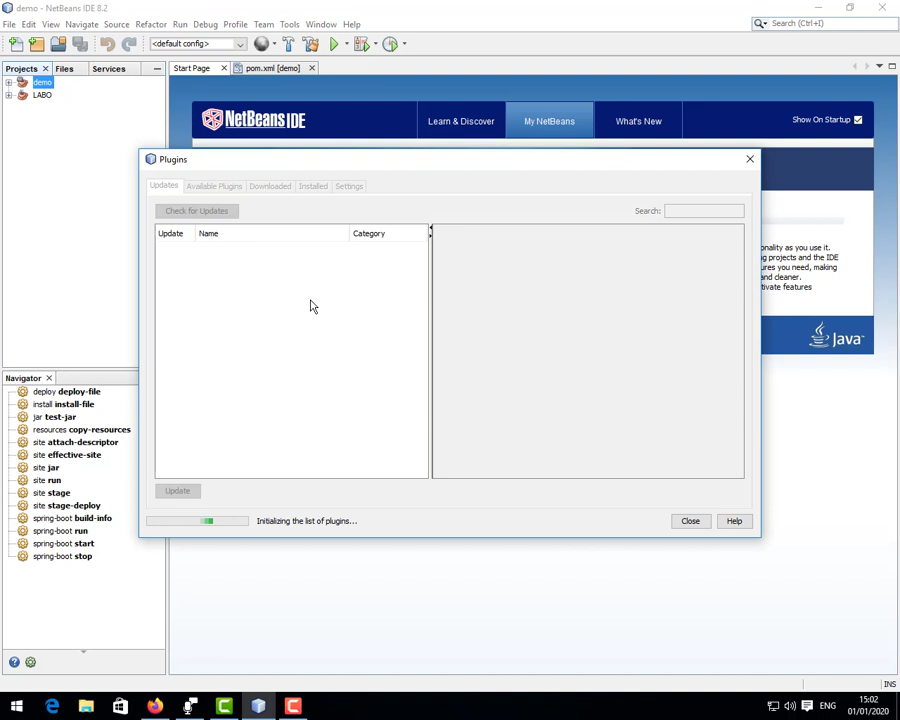 demo - NetBeans IDE 8.2
File Edit View Navigate Source Refactor Run Debug Profile Team Tools Window Help
Search (Ctrl+I)
<default config>
Projects Files Services
Start Page pom.xml [demo]
demo
LABO
NetBeans IDE
Learn & Discover My NetBeans What's New Show On Startup
Plugins
Updates Available Plugins Downloaded Installed Settings
Check for Updates Search:
Update Name Category
onality as you use it.
ng projects and the IDE
ures you need, making
and cleaner.
tivate features
Java
Navigator
deploy deploy-file
install install-file
jar test-jar
resources copy-resources
site attach-descriptor
site effective-site
site jar
site run
site stage
site stage-deploy
spring-boot build-info
spring-boot run
spring-boot start
spring-boot stop
Update
Initializing the list of plugins...
Close Help
INS
ENG
15:02
01/01/2020